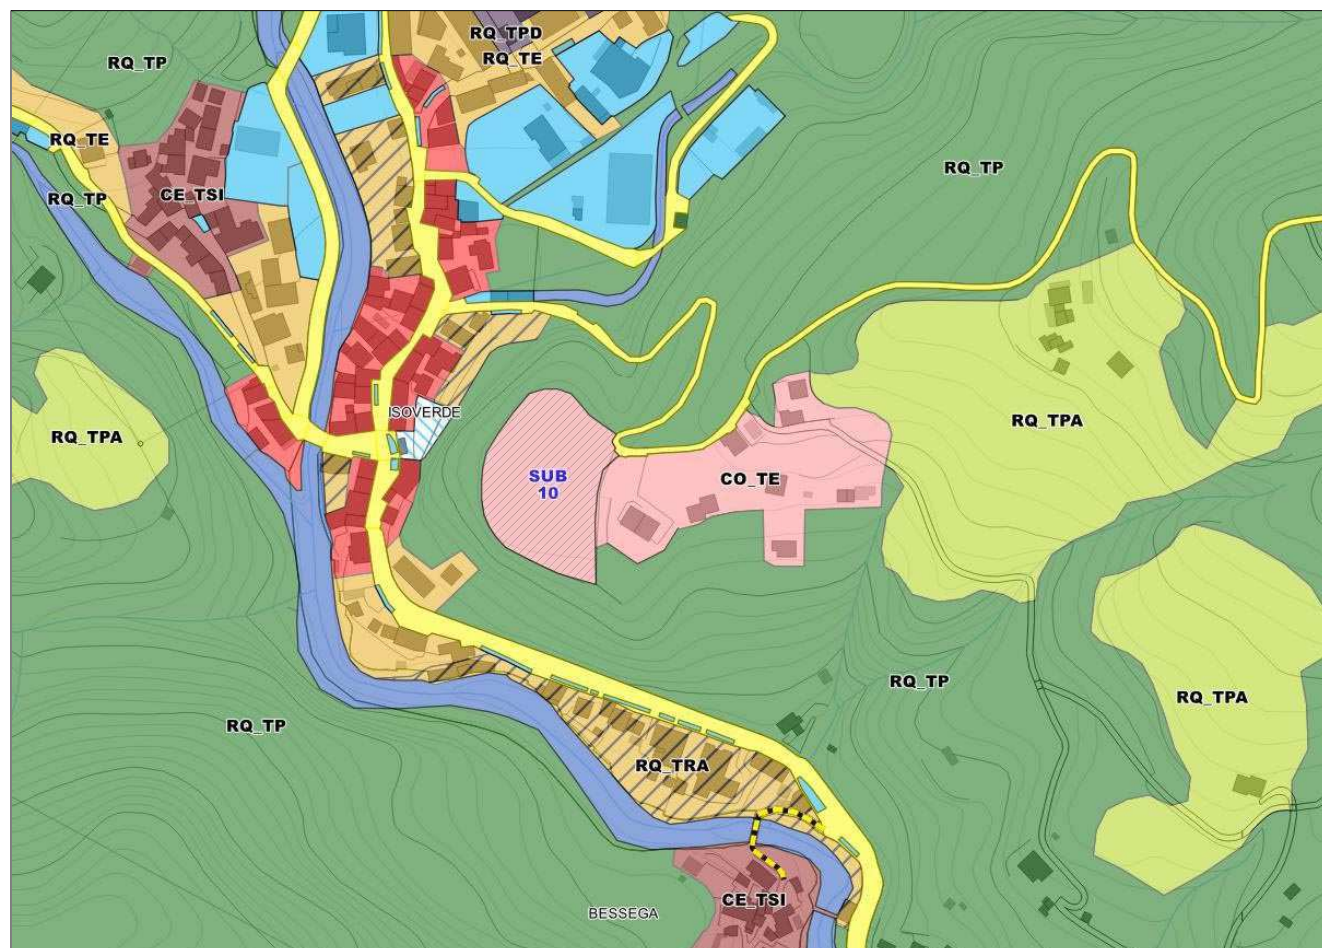 RQ_TPD
RQ_TE
RQ_TP
RQ_TE
RQ_TP
CE_TSI
RQ_TP
ISOVERDE
RQ_TPA
RQ_TPA
SUB
10
CO_TE
RQ_TP
RQ_TPA
RQ_TP
RQ_TRA
CE_TSI
BESSEGA